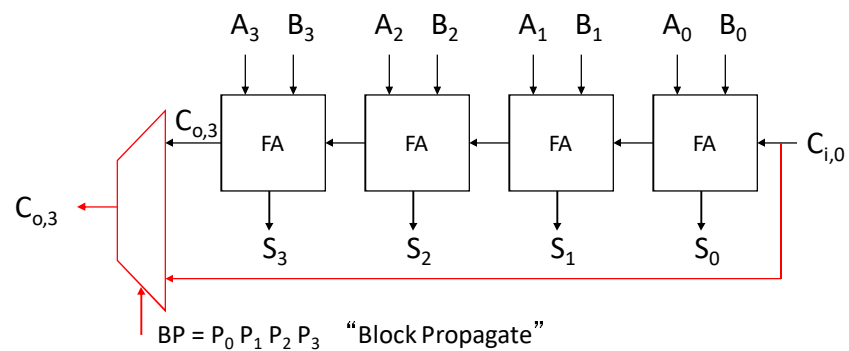 A3 B3 A2 B2 A1 B1 A0 B0
Co,3 FA FA FA FA Ci,0
Co,3
S3 S2 S1 S0
BP = P0 P1 P2 P3 “Block Propagate”